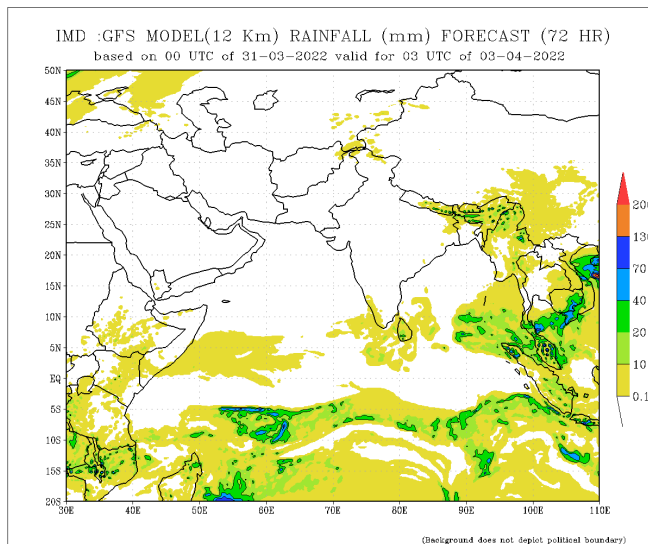 IMD :GFS MODEL(12 Km) RAINFALL (mm) FORECAST (72 HR)
based on 00 UTC of 31-03-2022 valid for 03 UTC of 03-04-2022
50N
45N
40N
35N
30N
25N
20N
15N
10N
5N
EQ
5S
10S
15S
20S
30E 40E 50E 60E 70E 80E 90E 100E 110E
200
130
70
40
20
10
0.1
(Background does not depict political boundary)